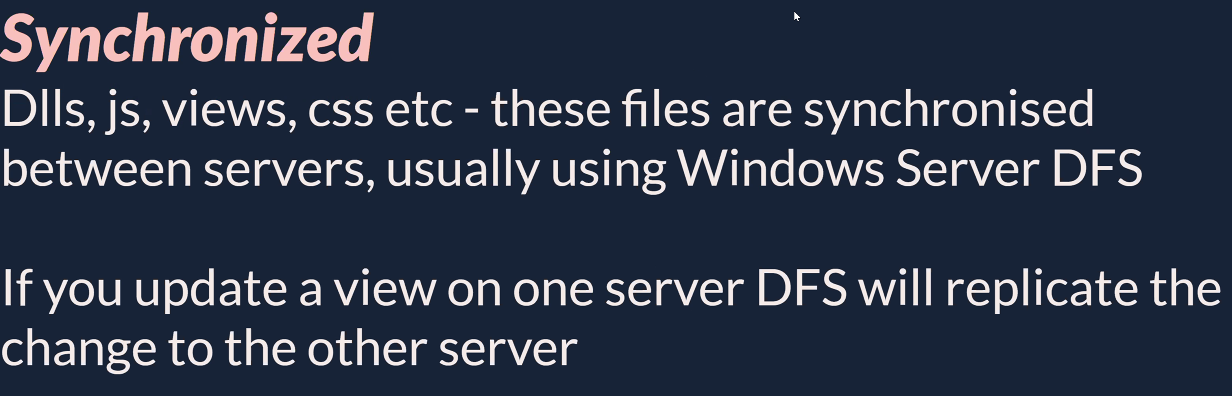 Synchronized
Dlls, js, views, css etc - these files are synchronised
between servers, usually using Windows Server DFS
If you update a view on one server DFS will replicate the
change to the other server